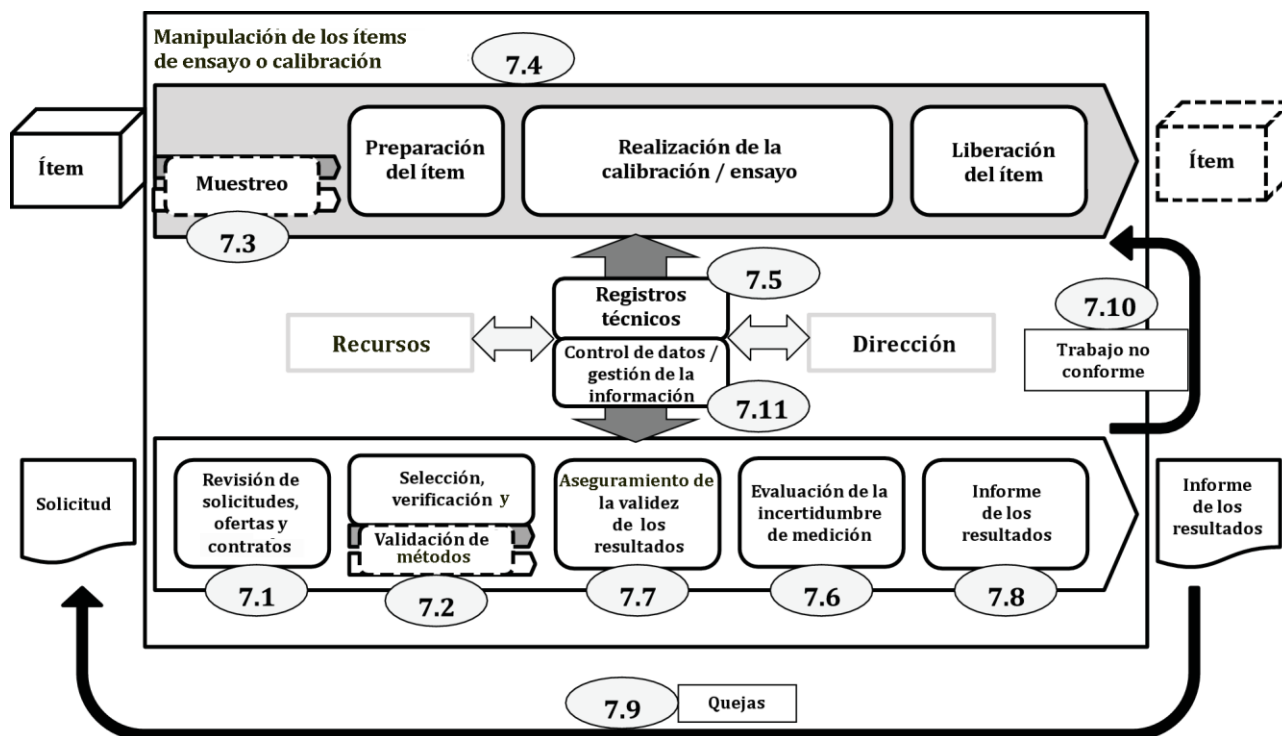 Manipulación de los ítems
de ensayo o calibración
7.4
Ítem
Muestreo
7.3
Preparación
del ítem
Realización de la
calibración / ensayo
Liberación
del ítem
Ítem
7.5
Registros
técnicos
Recursos
Dirección
Control de datos /
gestión de la
información
7.11
7.10
Trabajo no
conforme
Solicitud
Revisión de
solicitudes,
ofertas y
contratos
7.1
Selección,
verificación y
Validación de
métodos
7.2
Aseguramiento de
la validez
de los
resultados
7.7
Evaluación de la
incertidumbre
de medición
7.6
Informe
de los
resultados
7.8
Informe
de los
resultados
7.9
Quejas